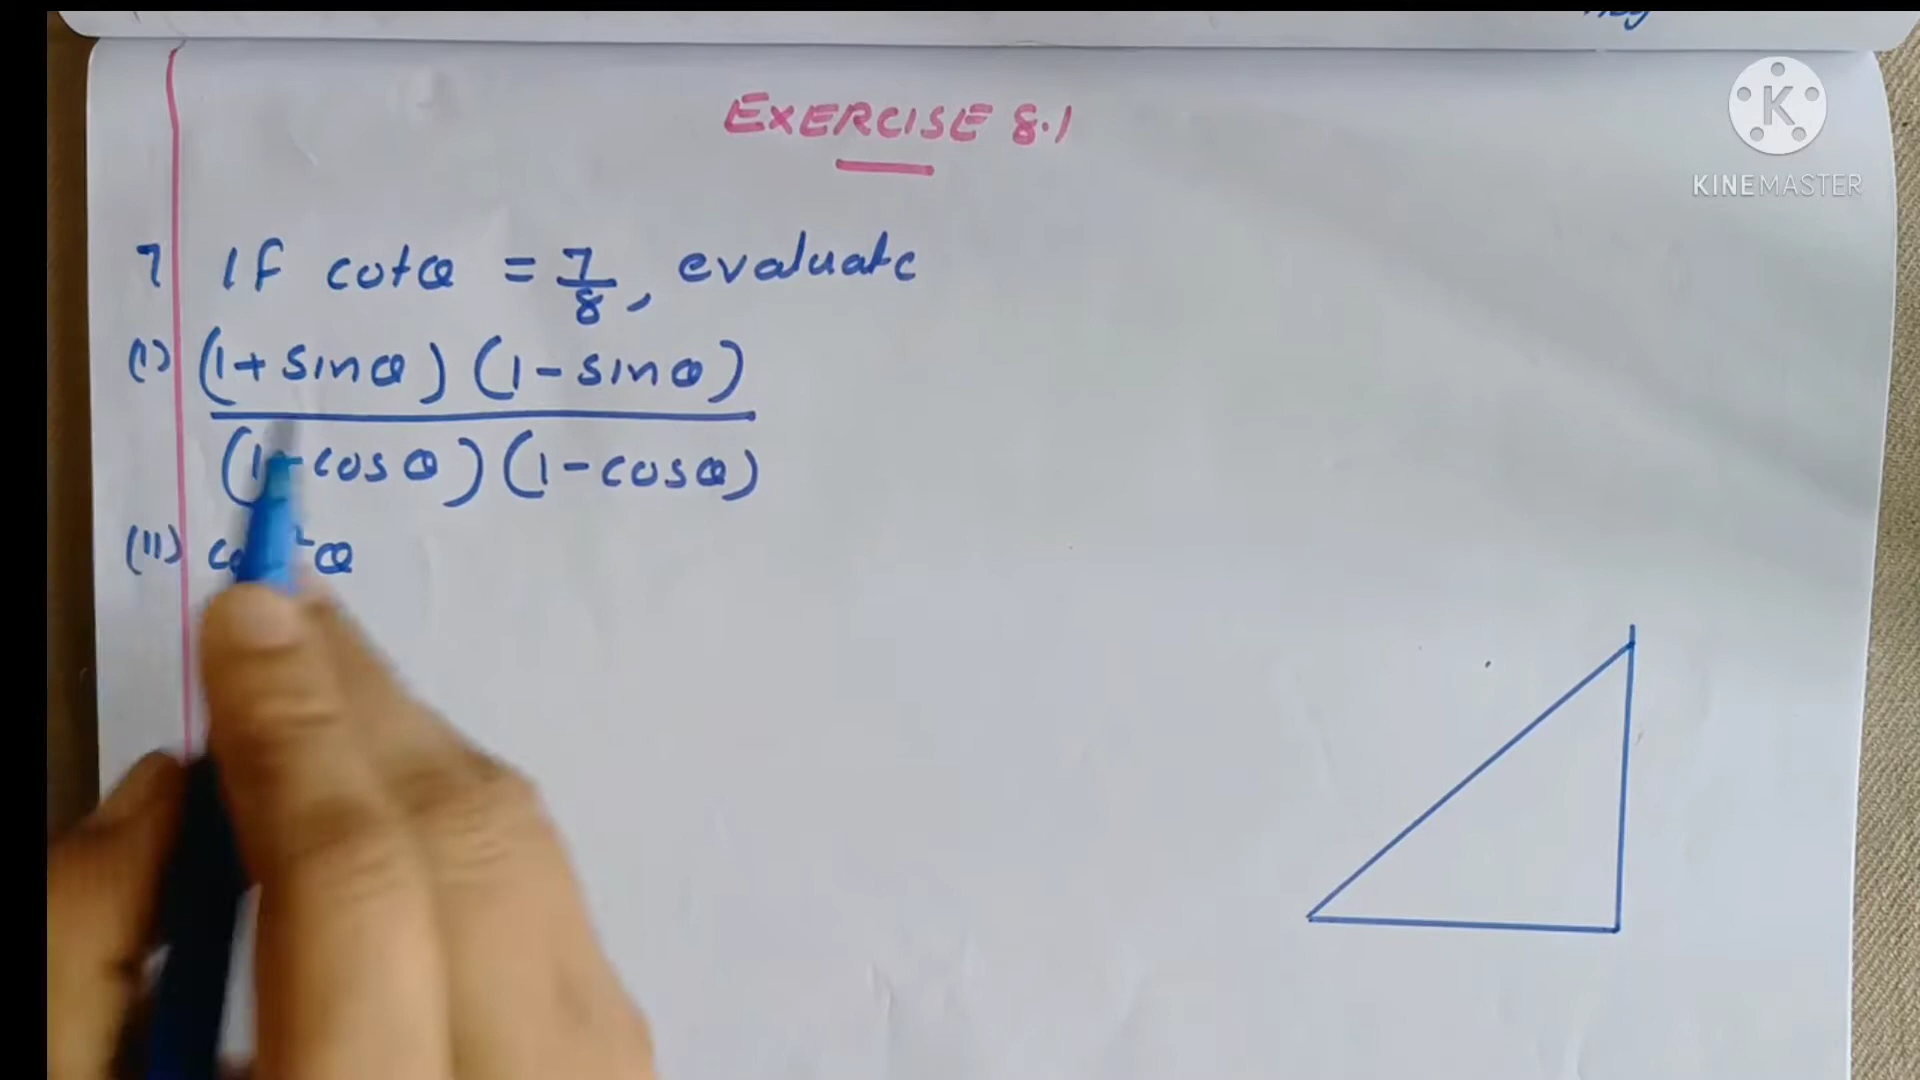 EXERCISE 8.1
KINEMASTER
7 If cotθ = 7/8, evaluate
(i) (1+sinθ)(1-sinθ)
(1-cosθ)(1-cosθ)
(ii) θ